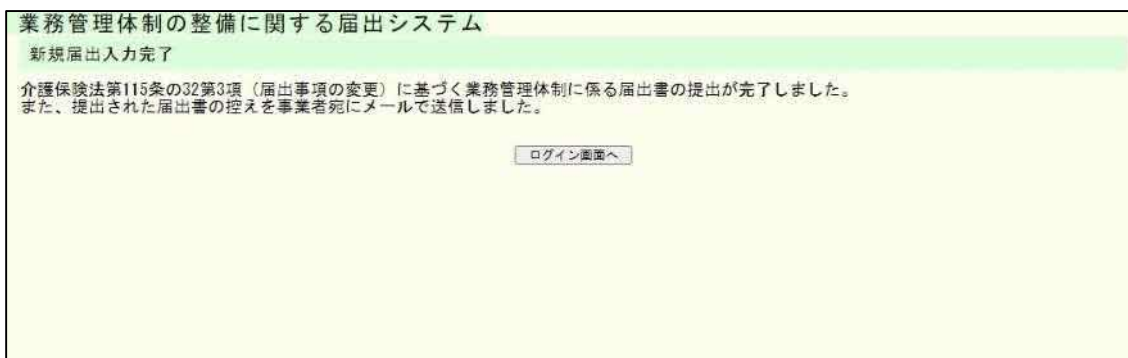 業務管理体制の整備に関する届出システム
新規届出入力完了
介護保険法第115条の32第3項（届出事項の変更）に基づく業務管理体制に係る届出書の提出が完了しました。
また、提出された届出書の控えを事業者宛にメールで送信しました。
ログイン画面へ